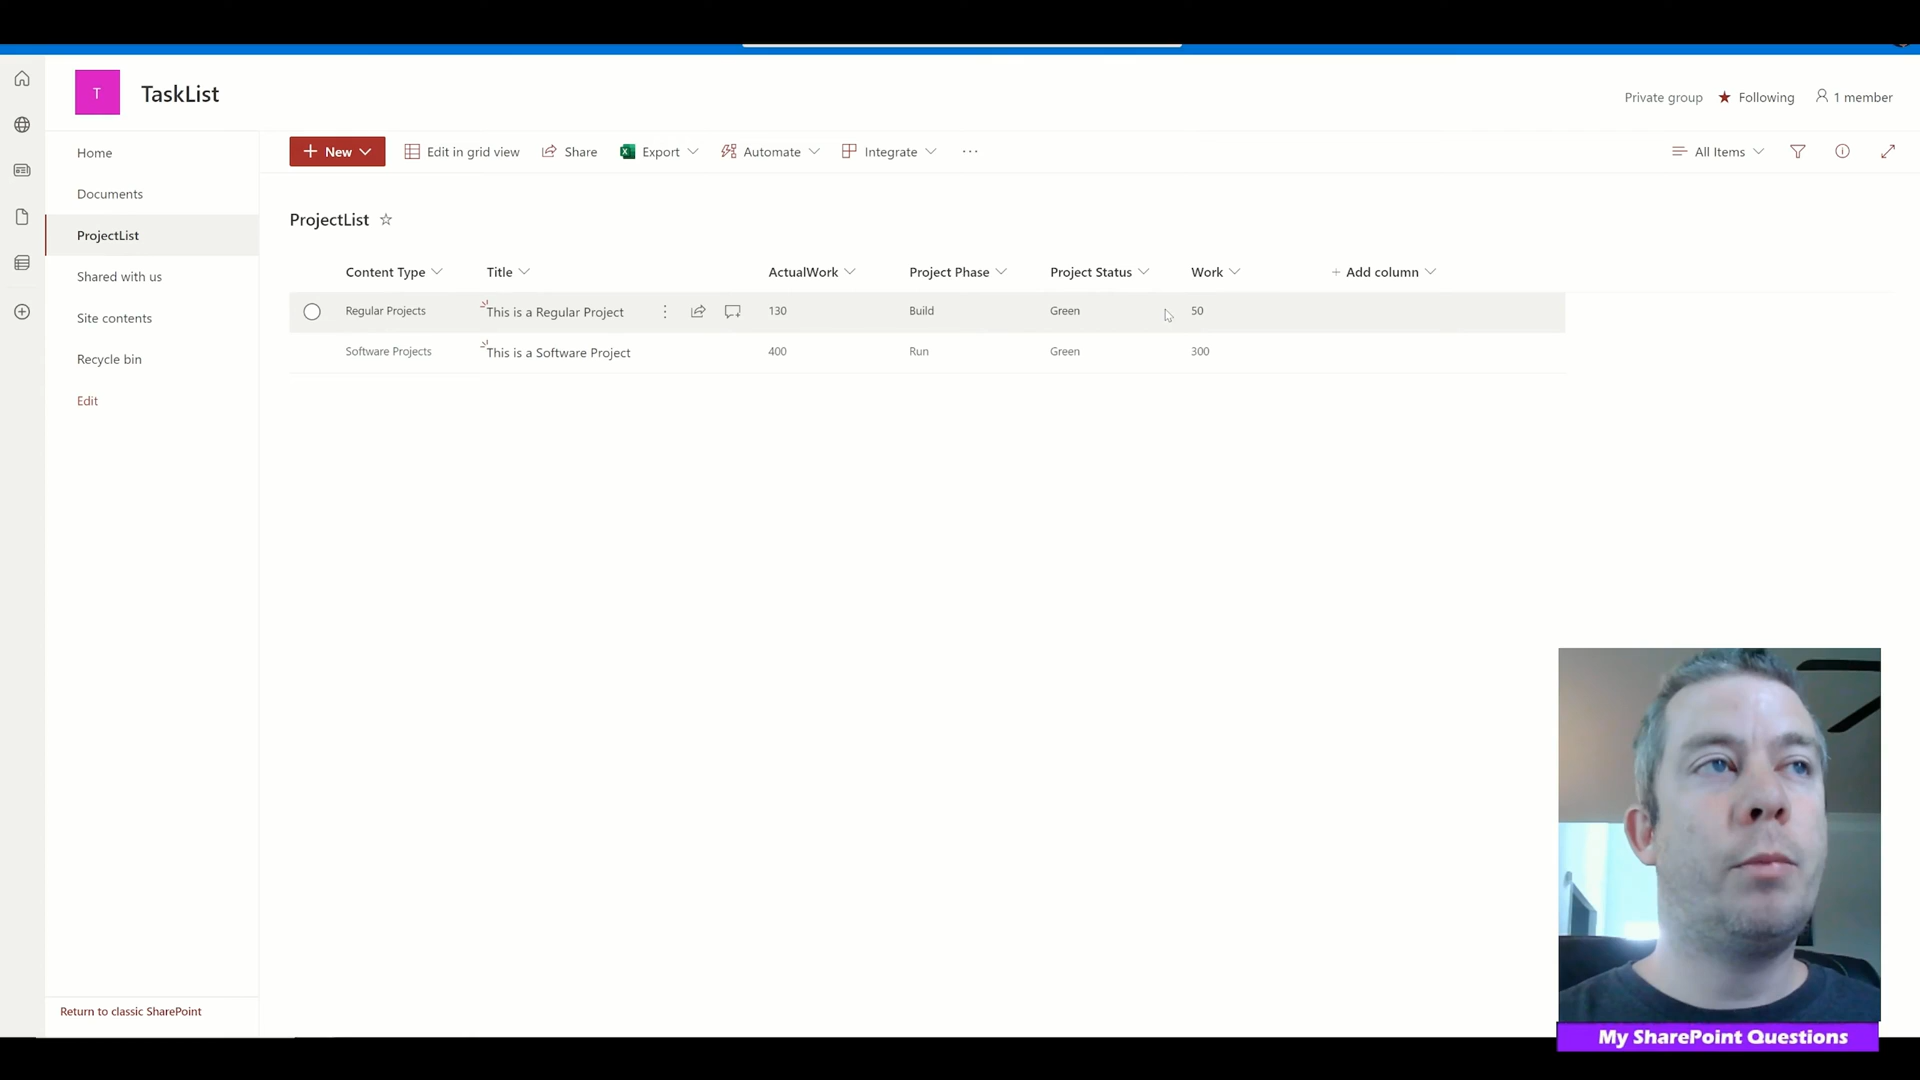 T
TaskList
Private group
Following
1 member
Home
Documents
ProjectList
Shared with us
Site contents
Recycle bin
Edit
Return to classic SharePoint
New
Edit in grid view
Share
Export
Automate
Integrate
All Items
ProjectList
Content Type Title ActualWork Project Phase Project Status Work Add column
Regular Projects This is a Regular Project 130 Build Green 50
Software Projects This is a Software Project 400 Run Green 300
My SharePoint Questions